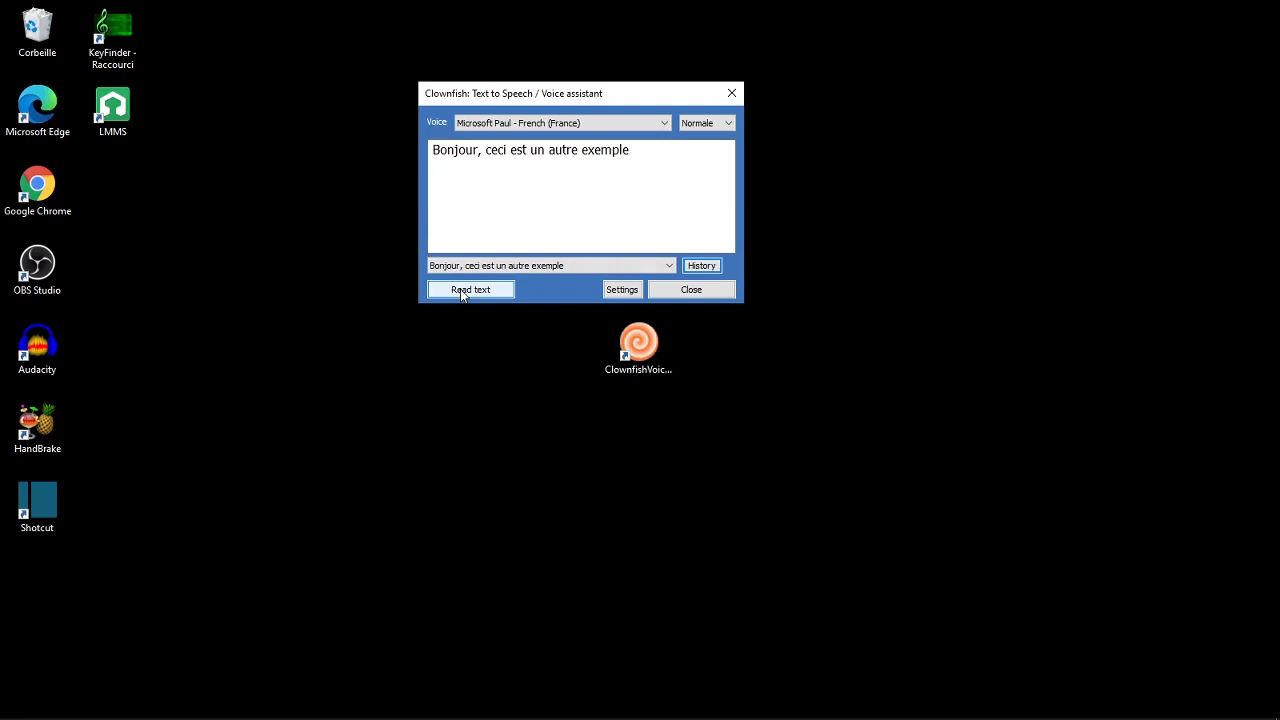 Corbeille
KeyFinder -
Raccourci
Microsoft Edge
LMMS
Google Chrome
OBS Studio
Audacity
HandBrake
Shotcut
Clownfish: Text to Speech / Voice assistant
Voice
Microsoft Paul - French (France)
Normale
Bonjour, ceci est un autre exemple
Bonjour, ceci est un autre exemple
History
Read text
Settings
Close
ClownfishVoic...